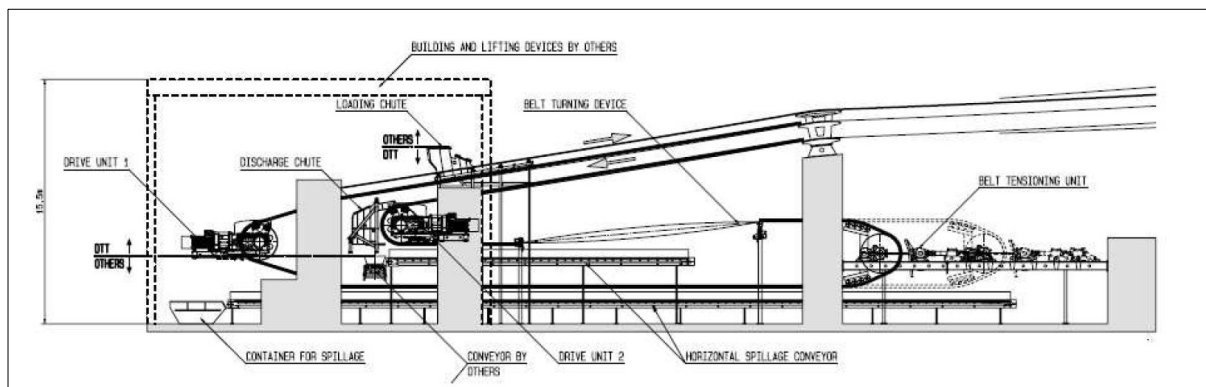 BUILDING AND LIFTING DEVICES BY OTHERS
LOADING CHUTE
BELT TURNING DEVICE
OTHERS
DTT
DRIVE UNIT 1
DISCHARGE CHUTE
BELT TENSIONING UNIT
15,5m
DTT
OTHERS
CONTAINER FOR SPILLAGE
CONVEYOR BY
OTHERS
DRIVE UNIT 2
HORIZONTAL SPILLAGE CONVEYOR